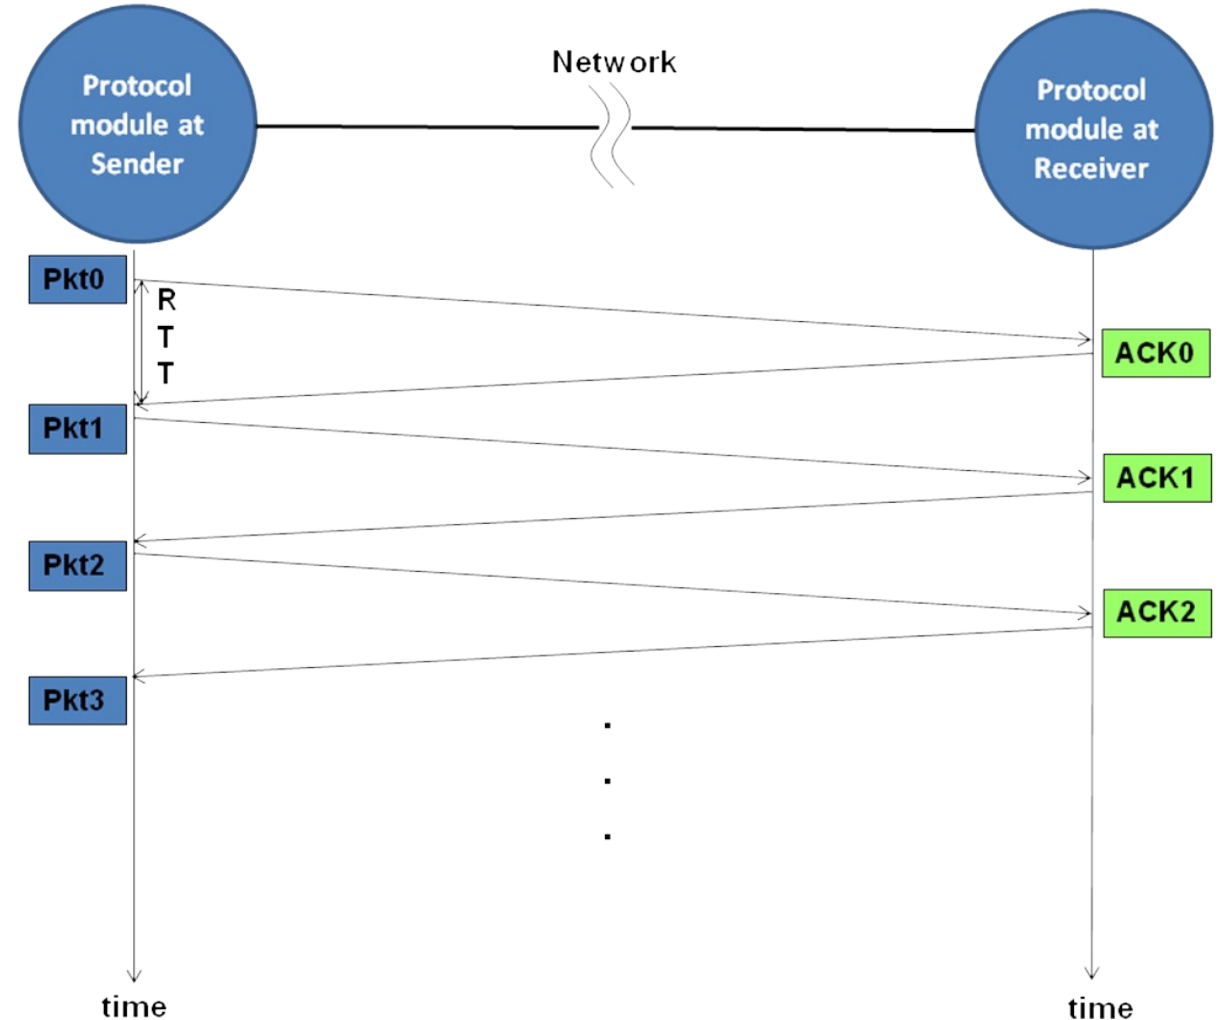 Protocol
module at
Sender
Network
Protocol
module at
Receiver
Pkt0
R
T
T
ACK0
Pkt1
ACK1
Pkt2
ACK2
Pkt3
.
.
.
time
time